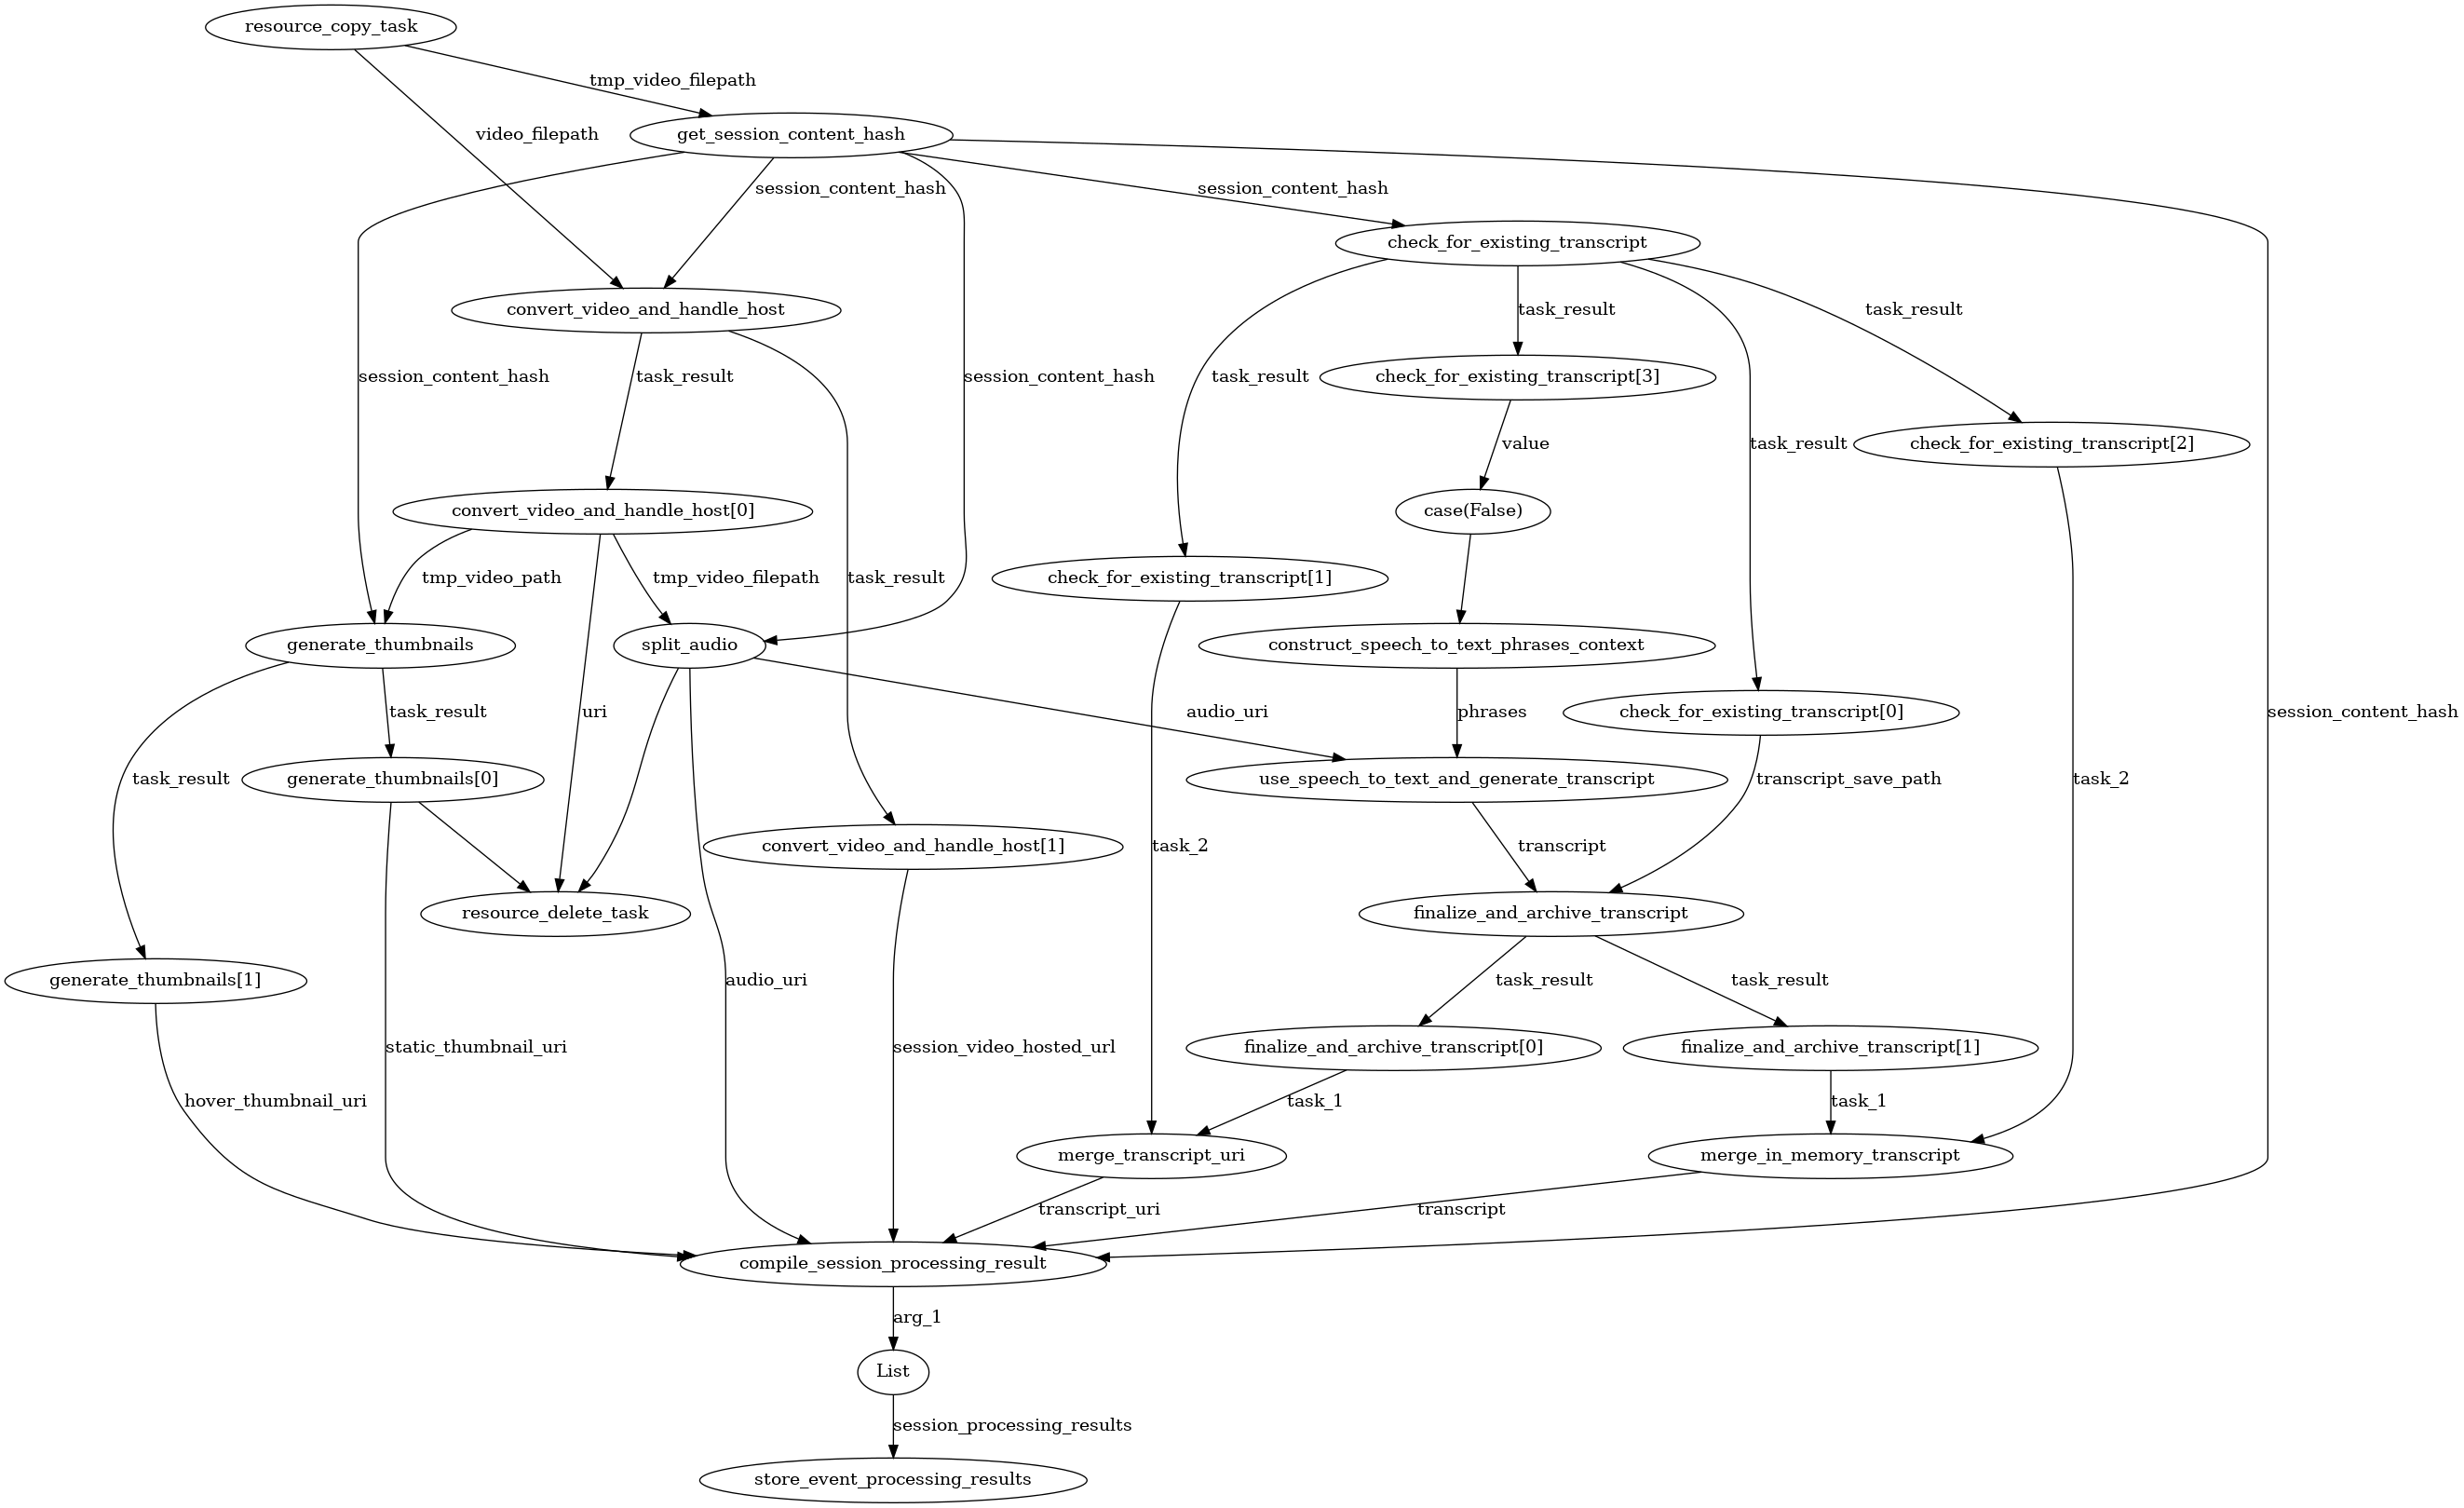 resource_copy_task
tmp_video_filepath
video_filepath
get_session_content_hash
session_content_hash
session_content_hash
check_for_existing_transcript
convert_video_and_handle_host
task_result
task_result
session_content_hash
task_result
session_content_hash
task_result
check_for_existing_transcript[3]
value
task_result
check_for_existing_transcript[2]
convert_video_and_handle_host[0]
case(False)
tmp_video_path
tmp_video_filepath
task_result
check_for_existing_transcript[1]
generate_thumbnails
split_audio
construct_speech_to_text_phrases_context
task_result
uri
audio_uri
phrases
check_for_existing_transcript[0]
session_content_hash
task_result
generate_thumbnails[0]
use_speech_to_text_and_generate_transcript
transcript_save_path
task_2
convert_video_and_handle_host[1]
task_2
transcript
resource_delete_task
finalize_and_archive_transcript
generate_thumbnails[1]
audio_uri
task_result
task_result
static_thumbnail_uri
session_video_hosted_url
finalize_and_archive_transcript[0]
finalize_and_archive_transcript[1]
hover_thumbnail_uri
task_1
task_1
merge_transcript_uri
merge_in_memory_transcript
transcript_uri
transcript
compile_session_processing_result
arg_1
List
session_processing_results
store_event_processing_results